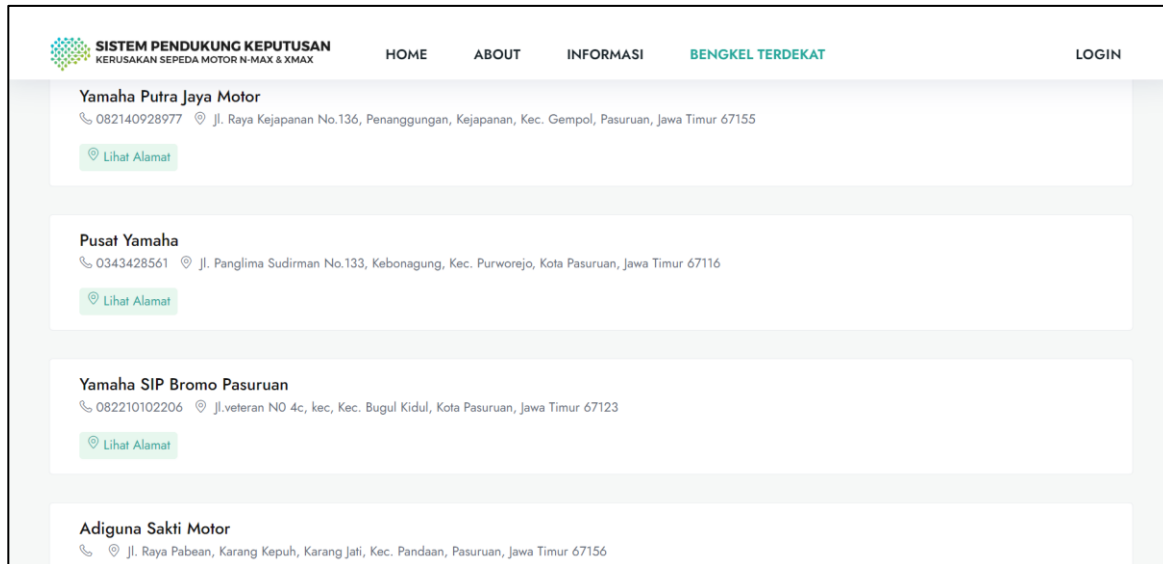 SISTEM PENDUKUNG KEPUTUSAN
KERUSAKAN SEPEDA MOTOR N-MAX & XMAX
HOME ABOUT INFORMASI BENGKEL TERDEKAT LOGIN
Yamaha Putra Jaya Motor
082140928977 Jl. Raya Kejapanan No.136, Penanggungan, Kejapanan, Kec. Gempol, Pasuruan, Jawa Timur 67155
Lihat Alamat
Pusat Yamaha
0343428561 Jl. Panglima Sudirman No.133, Kebonagung, Kec. Purworejo, Kota Pasuruan, Jawa Timur 67116
Lihat Alamat
Yamaha SIP Bromo Pasuruan
082210102206 Jl.veteran N0 4c, kec, Kec. Bugul Kidul, Kota Pasuruan, Jawa Timur 67123
Lihat Alamat
Adiguna Sakti Motor
Jl. Raya Pabean, Karang Kepuh, Karang Jati, Kec. Pandaan, Pasuruan, Jawa Timur 67156